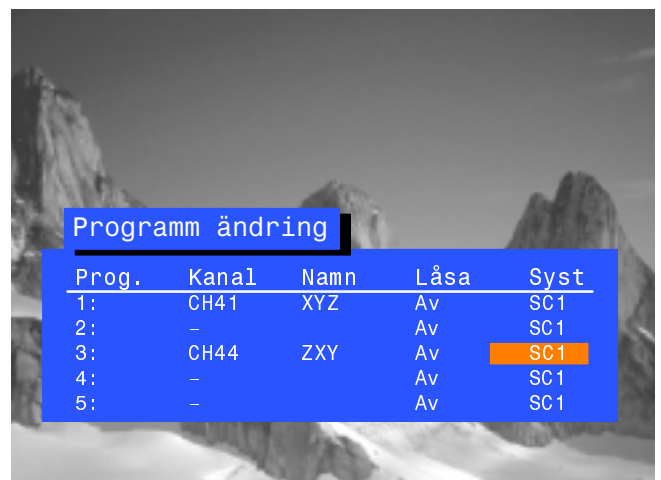 Programm ändring
Prog. Kanal Namn Låsa Syst
1: CH41 XYZ Av SC1
2: – Av SC1
3: CH44 ZXY Av SC1
4: – Av SC1
5: – Av SC1